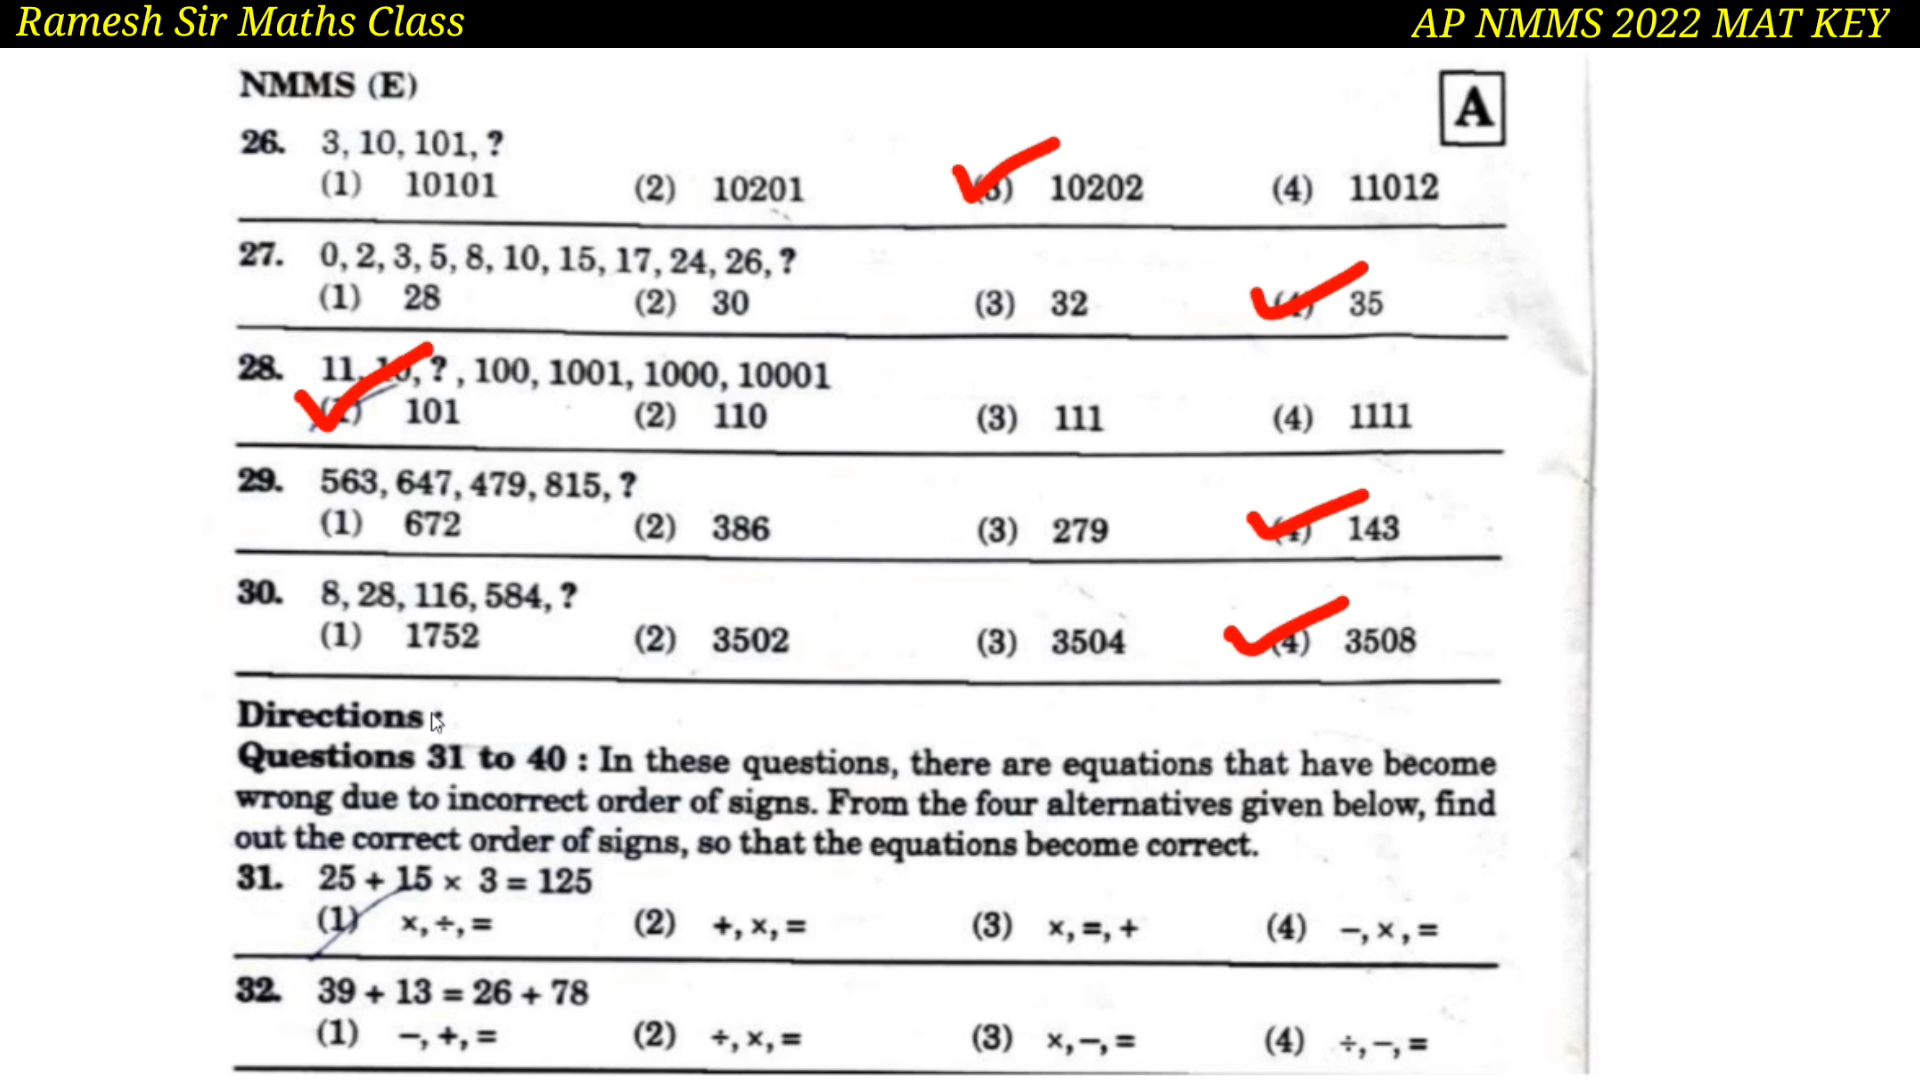 Ramesh Sir Maths Class
AP NMMS 2022 MAT KEY
NMMS (E)
A
26. 3, 10, 101, ?
(1) 10101 (2) 10201 (3) 10202 (4) 11012
27. 0, 2, 3, 5, 8, 10, 15, 17, 24, 26, ?
(1) 28 (2) 30 (3) 32 (4) 35
28. 11, 10, ? , 100, 1001, 1000, 10001
(1) 101 (2) 110 (3) 111 (4) 1111
29. 563, 647, 479, 815, ?
(1) 672 (2) 386 (3) 279 (4) 143
30. 8, 28, 116, 584, ?
(1) 1752 (2) 3502 (3) 3504 (4) 3508
Directions :
Questions 31 to 40 : In these questions, there are equations that have become
wrong due to incorrect order of signs. From the four alternatives given below, find
out the correct order of signs, so that the equations become correct.
31. 25 + 15 × 3 = 125
(1) ×, ÷, = (2) +, ×, = (3) ×, =, + (4) −, ×, =
32. 39 + 13 = 26 + 78
(1) −, +, = (2) ÷, ×, = (3) ×, −, = (4) ÷, −, =